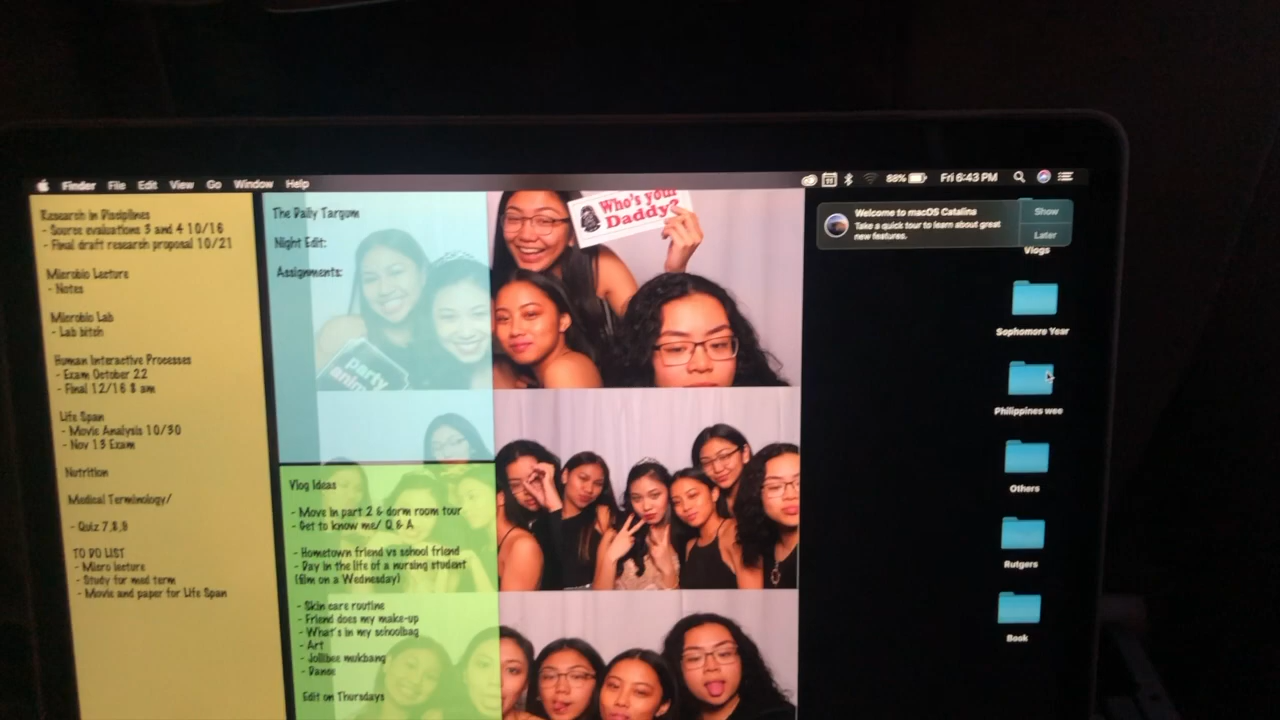 Finder File Edit View Go Window Help
88% Fri 6:43 PM
Research in Disciplines
- Source evaluations 3 and 4 10/16
- Final draft research proposal 10/21
Microbio Lecture
- Notes
Microbio Lab
- Lab bitch
Human Interactive Processes
- Exam October 22
- Final 12/16 8 am
Life Span
- Movie Analysis 10/30
- Nov 13 Exam
Nutrition
Medical Terminology/
- Quiz 7,8,9
TO DO LIST
- Micro lecture
- Study for med term
- Movie and paper for Life Span
The Daily Targum
Night Edit:
Assignments:
party
Vlog Ideas
- Move in part 2 & dorm room tour
- Get to know me/ Q & A
- Hometown friend vs school friend
- Day in the life of a nursing student
(film on a Wednesday)
- Skin care routine
- Friend does my make-up
- What's in my schoolbag
- Art
- Jollibee mukbang
- Dance
Edit on Thursdays
Who's your
Daddy?
Welcome to macOS Catalina
Take a quick tour to learn about great
new features.
Show
Later
Vlogs
Sophomore Year
Philippines wee
Others
Rutgers
Book